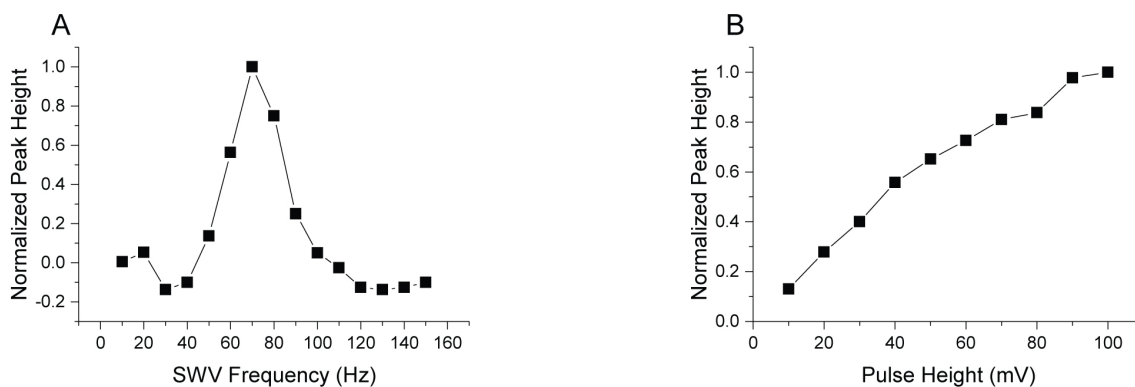 A
Normalized Peak Height
1.0
0.8
0.6
0.4
0.2
0.0
-0.2
0 20 40 60 80 100 120 140 160
SWV Frequency (Hz)
B
Normalized Peak Height
1.0
0.8
0.6
0.4
0.2
0.0
0 20 40 60 80 100
Pulse Height (mV)